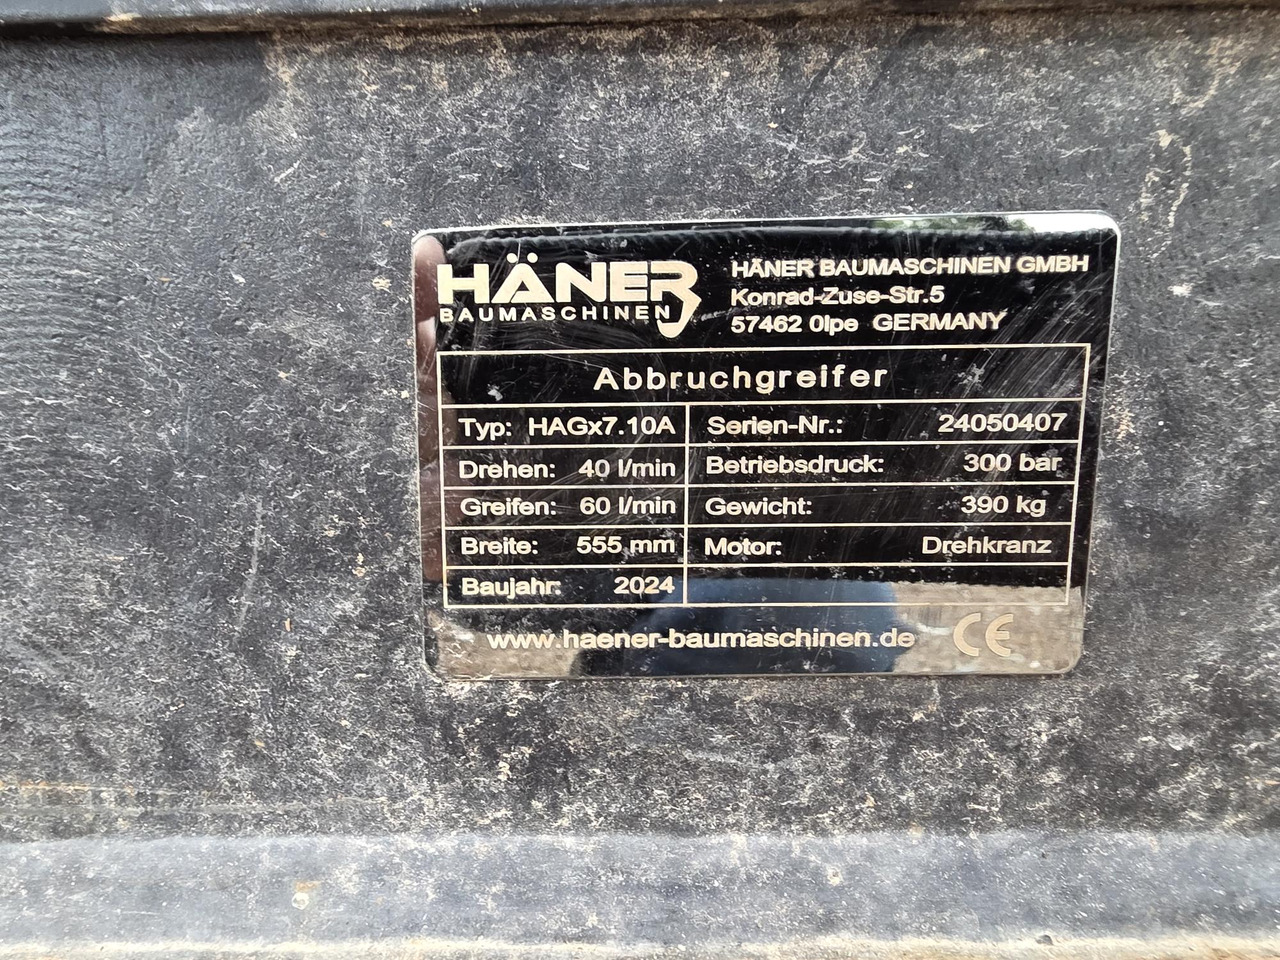 HÄNER
BAUMASCHINEN
HÄNER BAUMASCHINEN GMBH
Konrad-Zuse-Str.5
57462 Olpe GERMANY
Abbruchgreifer
Typ: HAGx7.10A
Serien-Nr.: 24050407
Drehen: 40 l/min
Betriebsdruck: 300 bar
Greifen: 60 l/min
Gewicht: 390 kg
Breite: 555 mm
Motor: Drehkranz
Baujahr: 2024
www.haener-baumaschinen.de
CE